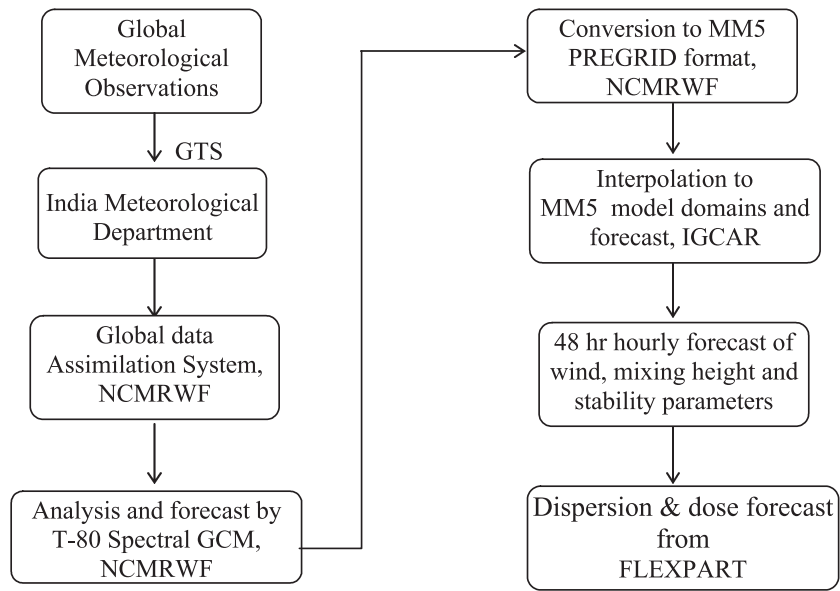 Global
Meteorological
Observations
GTS
India Meteorological
Department
Global data
Assimilation System,
NCMRWF
Analysis and forecast by
T-80 Spectral GCM,
NCMRWF
Conversion to MM5
PREGRID format,
NCMRWF
Interpolation to
MM5 model domains and
forecast, IGCAR
48 hr hourly forecast of
wind, mixing height and
stability parameters
Dispersion & dose forecast
from
FLEXPART